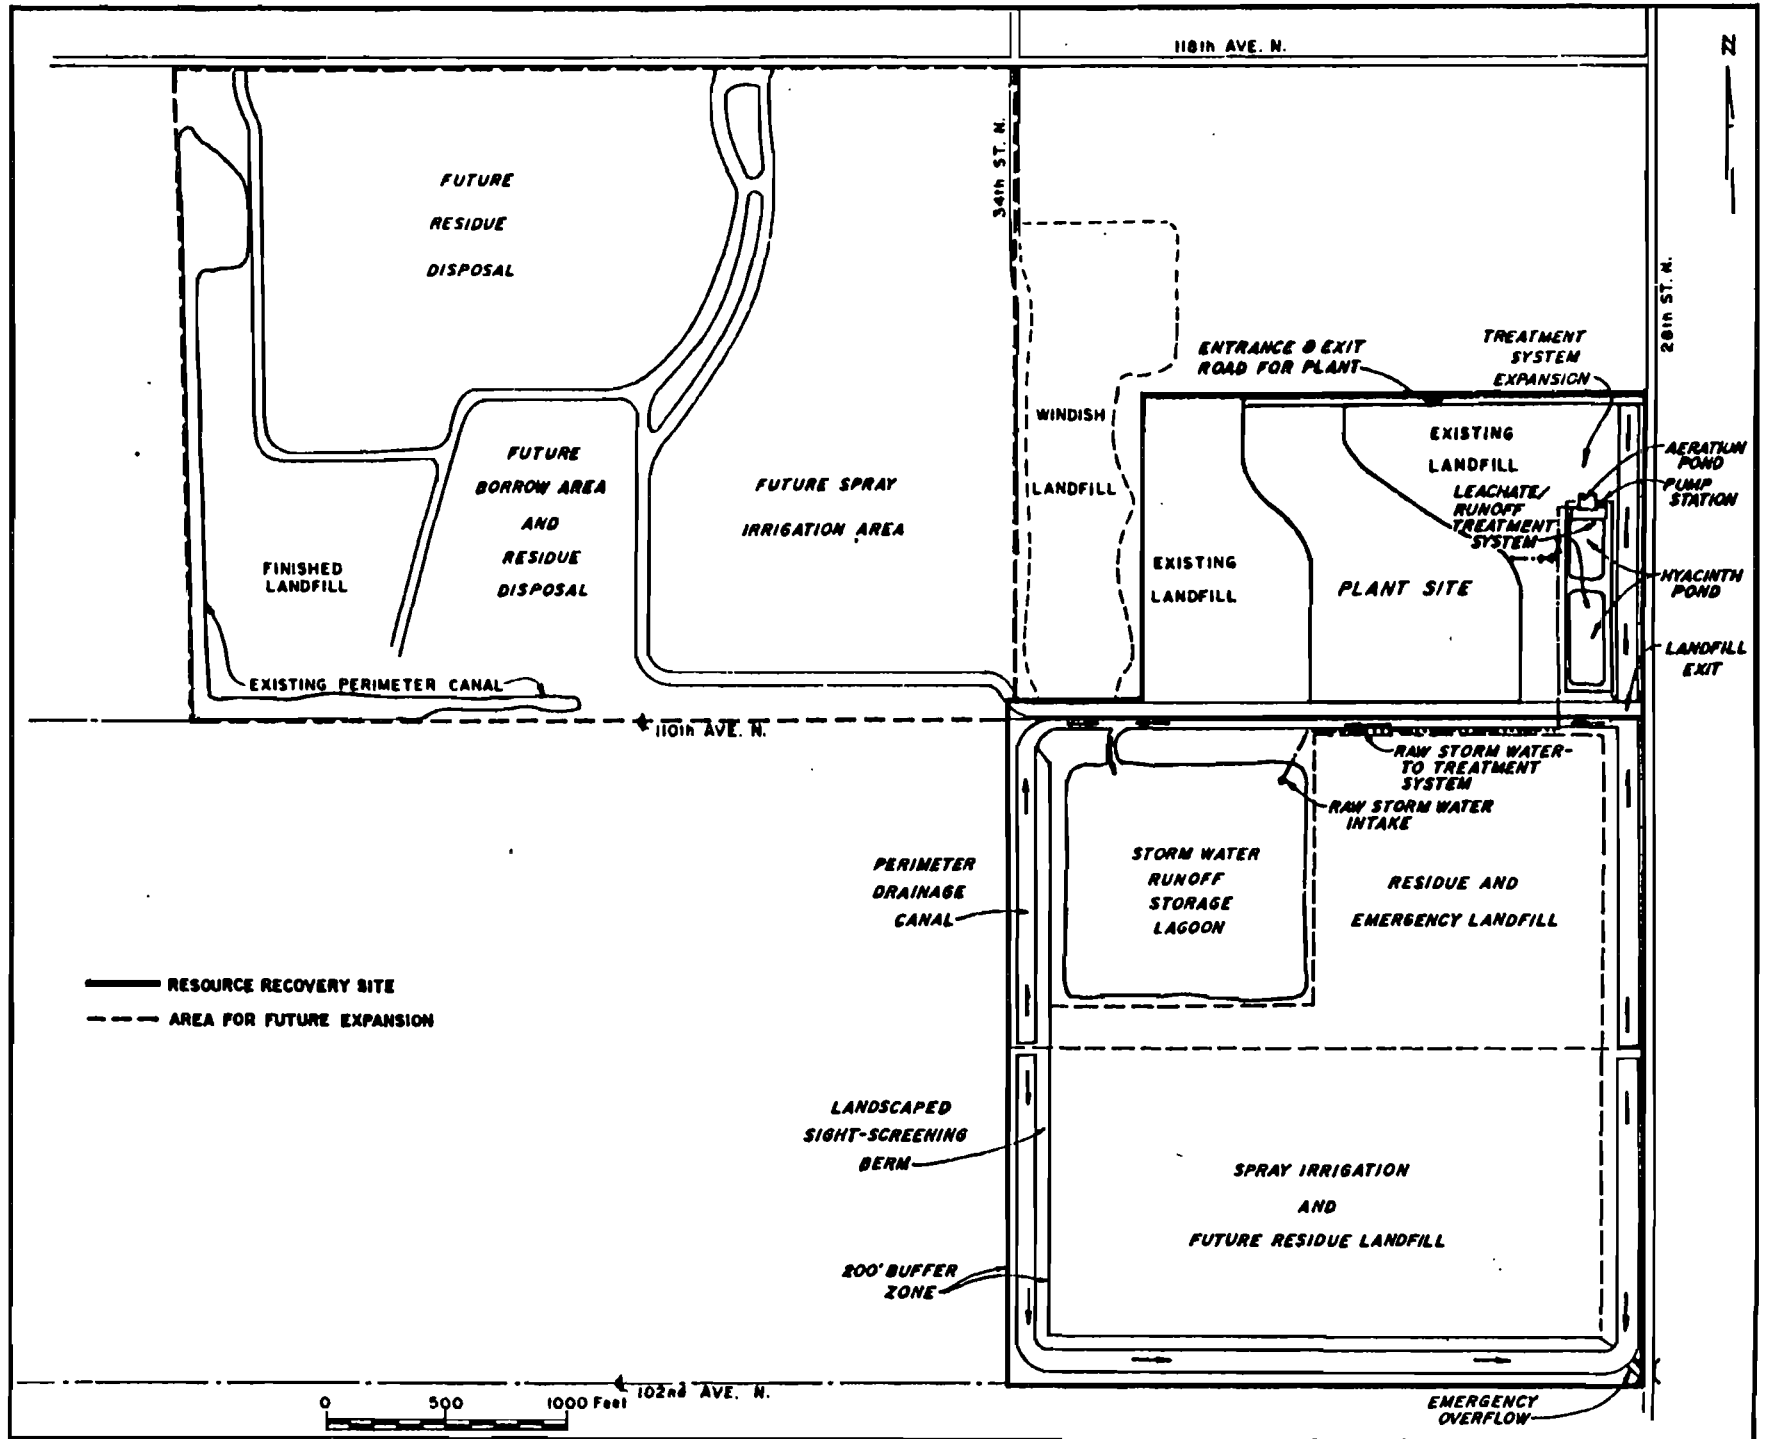 118th AVE. N.
N
34th ST. N.
28th ST. N.
FUTURE
RESIDUE
DISPOSAL
ENTRANCE & EXIT
ROAD FOR PLANT
TREATMENT
SYSTEM
EXPANSION
WINDISH
LANDFILL
EXISTING
LANDFILL
AERATION
POND
PUMP
STATION
LEACHATE/
RUNOFF
TREATMENT
SYSTEM
FUTURE
BORROW AREA
AND
RESIDUE
DISPOSAL
FUTURE SPRAY
IRRIGATION AREA
FINISHED
LANDFILL
EXISTING
LANDFILL
PLANT SITE
HYACINTH
POND
LANDFILL
EXIT
EXISTING PERIMETER CANAL
110th AVE. N.
RAW STORM WATER-
TO TREATMENT
SYSTEM
RAW STORM WATER
INTAKE
PERIMETER
DRAINAGE
CANAL
STORM WATER
RUNOFF
STORAGE
LAGOON
RESIDUE AND
EMERGENCY LANDFILL
RESOURCE RECOVERY SITE
AREA FOR FUTURE EXPANSION
LANDSCAPED
SIGHT-SCREENING
BERM
SPRAY IRRIGATION
AND
FUTURE RESIDUE LANDFILL
200' BUFFER
ZONE
102nd AVE. N.
0 500 1000 Feet
EMERGENCY
OVERFLOW